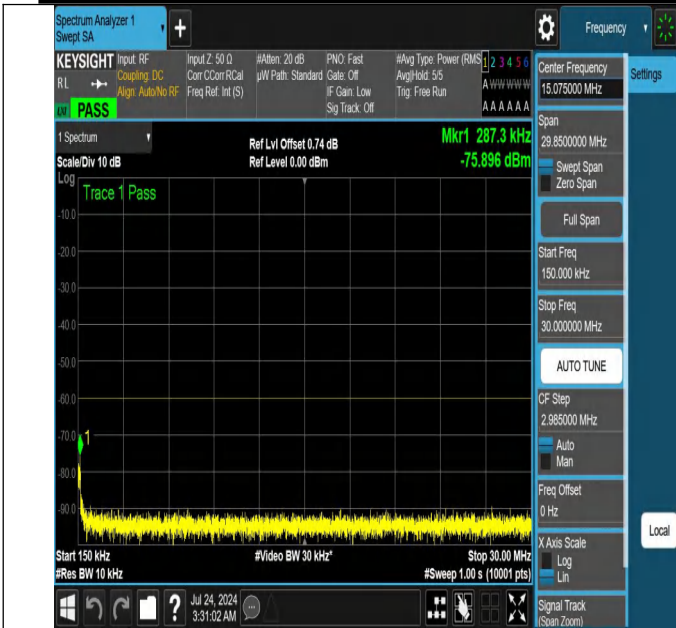 Spectrum Analyzer 1
Swept SA
+
Frequency
KEYSIGHT
RL
Input: RF
Coupling: DC
Align: Auto/No RF
Input Z: 50 Ω
Corr CCorr RCal
Freq Ref: Int (S)
#Atten: 20 dB
µW Path: Standard
PNO: Fast
Gate: Off
IF Gain: Low
Sig Track: Off
#Avg Type: Power (RMS
Avg|Hold: 5/5
Trig: Free Run
1 2 3 4 5 6
A W W W W W
A A A A A A
PASS
1 Spectrum
Scale/Div 10 dB
Ref Lvl Offset 0.74 dB
Ref Level 0.00 dBm
Mkr1 287.3 kHz
-75.896 dBm
Log
Trace 1 Pass
-10.0
-20.0
-30.0
-40.0
-50.0
-60.0
-70.0
1
-80.0
-90.0
Start 150 kHz
#Video BW 30 kHz*
Stop 30.00 MHz
#Res BW 10 kHz
#Sweep 1.00 s (10001 pts)
?
Jul 24, 2024
3:31:02 AM
Center Frequency
15.075000 MHz
Settings
Span
29.8500000 MHz
Swept Span
Zero Span
Full Span
Start Freq
150.000 kHz
Stop Freq
30.000000 MHz
AUTO TUNE
CF Step
2.985000 MHz
Auto
Man
Freq Offset
0 Hz
X Axis Scale
Log
Lin
Local
Signal Track
(Span Zoom)